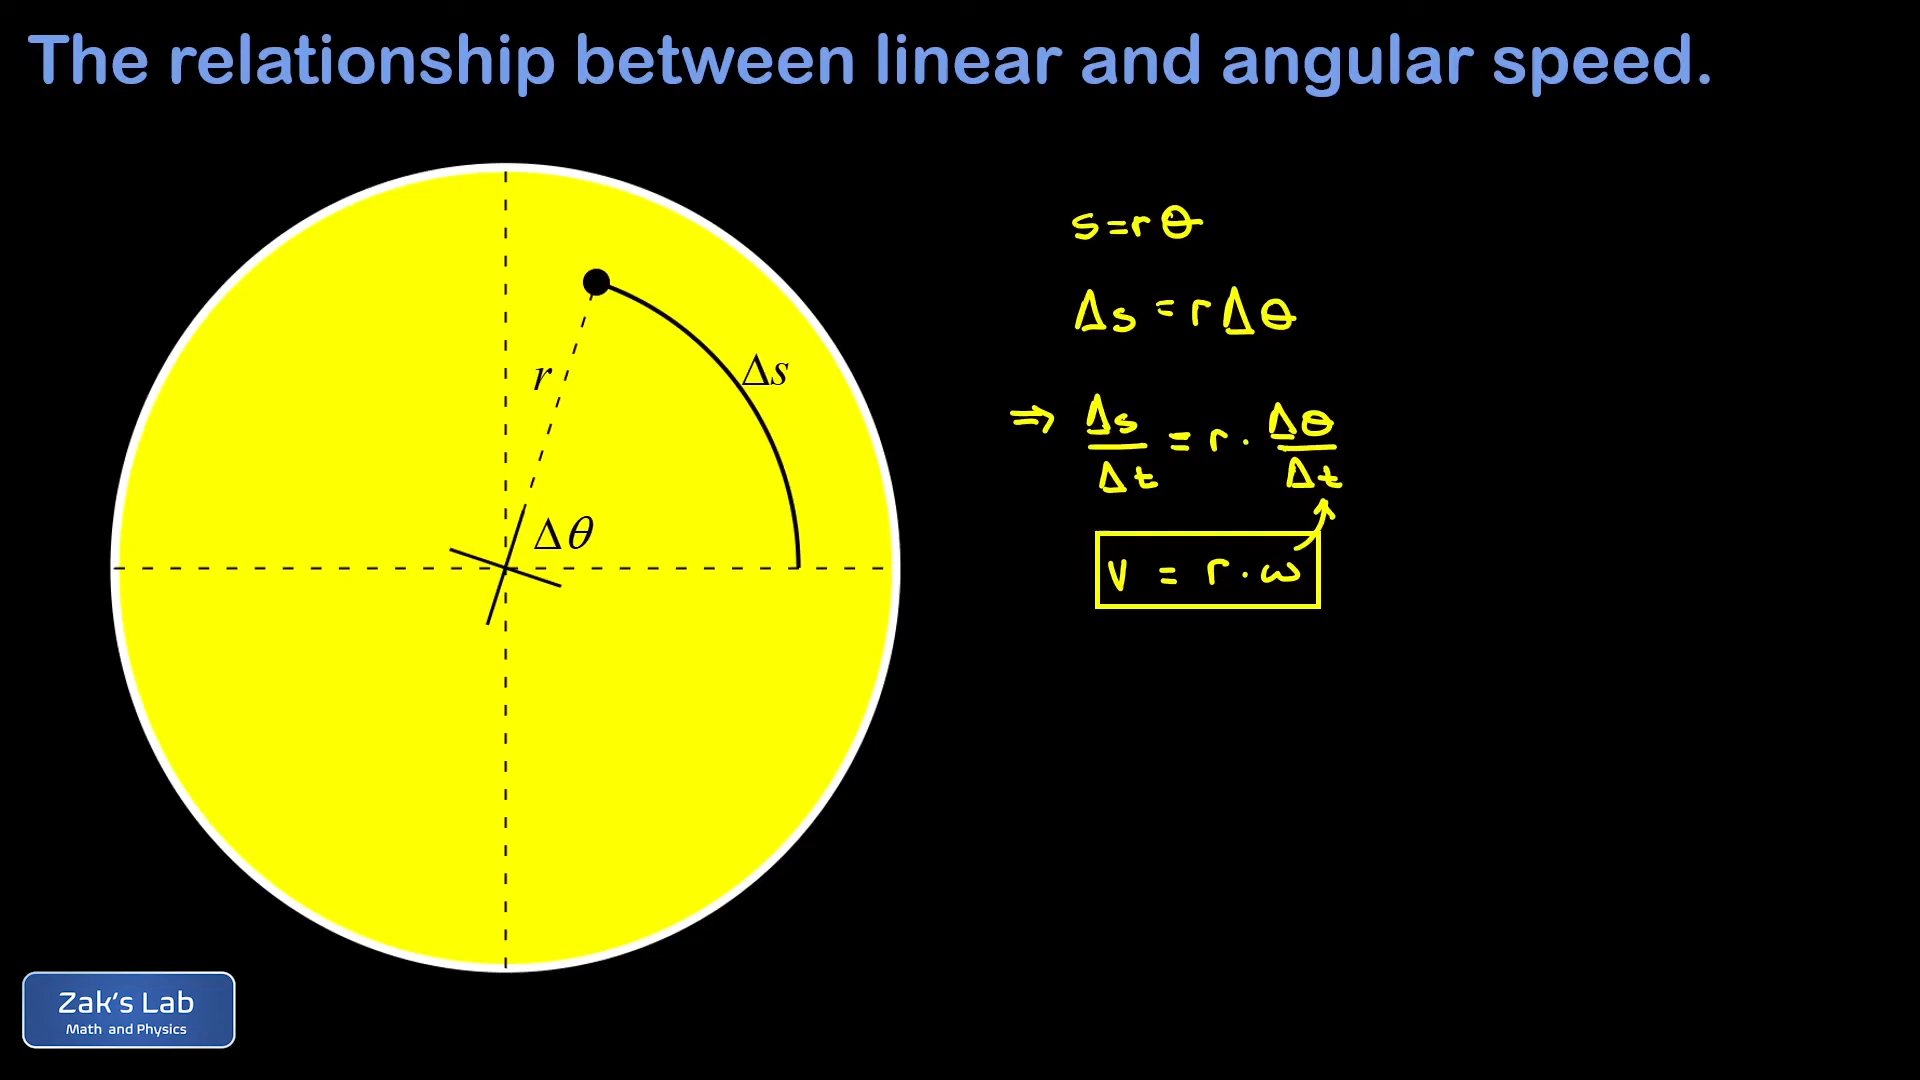 The relationship between linear and angular speed.
r
Δs
Δθ
s=rθ
Δs = rΔθ
⇒ Δs/Δt = r · Δθ/Δt
v = r · ω
Zak's Lab
Math and Physics